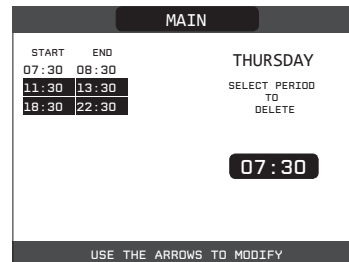 MAIN
START END
07:30 08:30
11:30 13:30
18:30 22:30
THURSDAY
SELECT PERIOD
TO
DELETE
07:30
USE THE ARROWS TO MODIFY